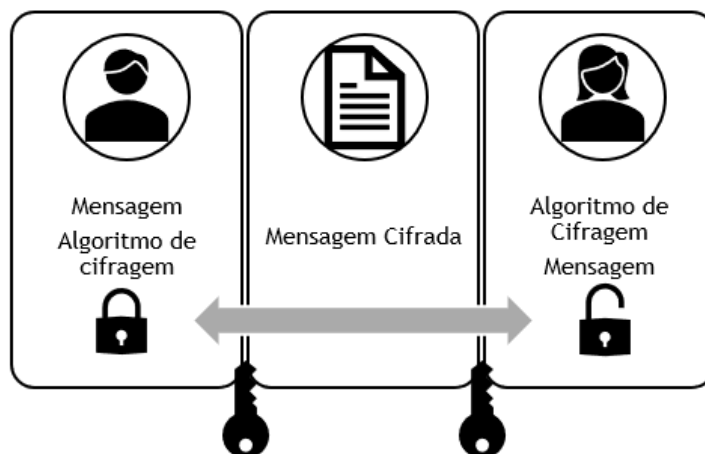 Mensagem
Algoritmo de
cifragem
Mensagem Cifrada
Algoritmo de
Cifragem
Mensagem